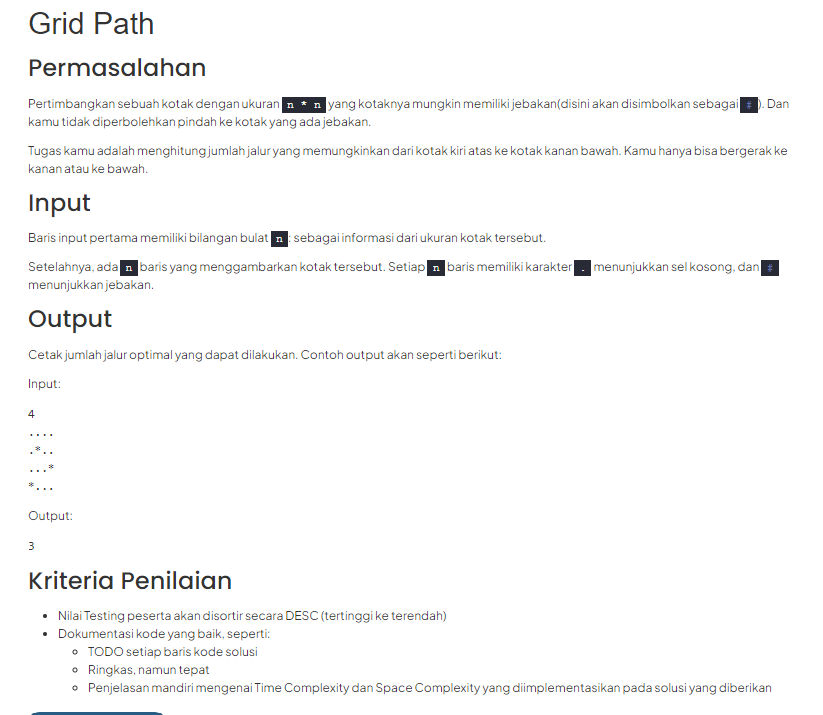 Grid Path
Permasalahan
Pertimbangkan sebuah kotak dengan ukuran n * n yang kotaknya mungkin memiliki jebakan(disini akan disimbolkan sebagai #). Dan
kamu tidak diperbolehkan pindah ke kotak yang ada jebakan.
Tugas kamu adalah menghitung jumlah jalur yang memungkinkan dari kotak kiri atas ke kotak kanan bawah. Kamu hanya bisa bergerak ke
kanan atau ke bawah.
Input
Baris input pertama memiliki bilangan bulat n: sebagai informasi dari ukuran kotak tersebut.
Setelahnya, ada n baris yang menggambarkan kotak tersebut. Setiap n baris memiliki karakter . menunjukkan sel kosong, dan #
menunjukkan jebakan.
Output
Cetak jumlah jalur optimal yang dapat dilakukan. Contoh output akan seperti berikut:
Input:
4
....
.*..
...*
*...
Output:
3
Kriteria Penilaian
• Nilai Testing peserta akan disortir secara DESC (tertinggi ke terendah)
• Dokumentasi kode yang baik, seperti:
◦ TODO setiap baris kode solusi
◦ Ringkas, namun tepat
◦ Penjelasan mandiri mengenai Time Complexity dan Space Complexity yang diimplementasikan pada solusi yang diberikan